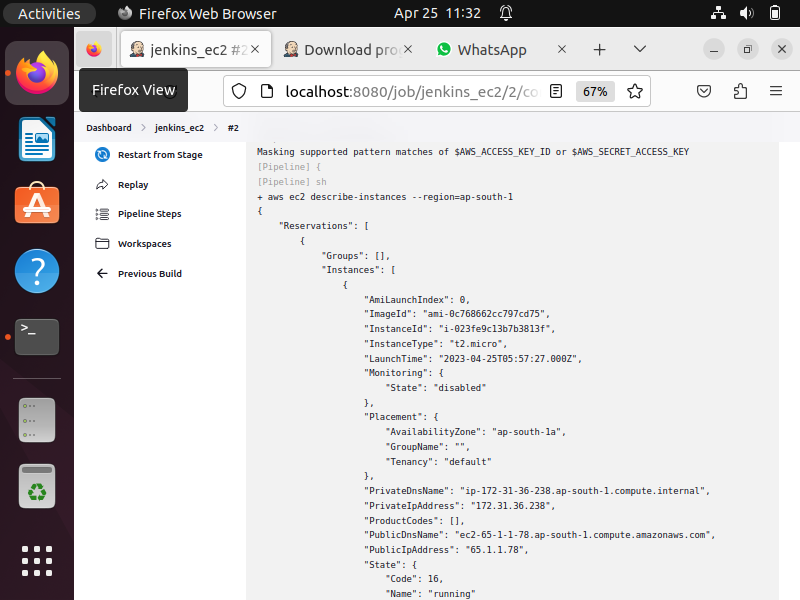 Activities
Firefox Web Browser
Apr 25 11:32
jenkins_ec2 #2
Download pro
WhatsApp
Firefox View
localhost:8080/job/jenkins_ec2/2/co
67%
Dashboard
jenkins_ec2
#2
Restart from Stage
Replay
Pipeline Steps
Workspaces
Previous Build
Masking supported pattern matches of $AWS_ACCESS_KEY_ID or $AWS_SECRET_ACCESS_KEY
[Pipeline] {
[Pipeline] sh
+ aws ec2 describe-instances --region=ap-south-1
{
"Reservations": [
{
"Groups": [],
"Instances": [
{
"AmiLaunchIndex": 0,
"ImageId": "ami-0c768662cc797cd75",
"InstanceId": "i-023fe9c13b7b3813f",
"InstanceType": "t2.micro",
"LaunchTime": "2023-04-25T05:57:27.000Z",
"Monitoring": {
"State": "disabled"
},
"Placement": {
"AvailabilityZone": "ap-south-1a",
"GroupName": "",
"Tenancy": "default"
},
"PrivateDnsName": "ip-172-31-36-238.ap-south-1.compute.internal",
"PrivateIpAddress": "172.31.36.238",
"ProductCodes": [],
"PublicDnsName": "ec2-65-1-1-78.ap-south-1.compute.amazonaws.com",
"PublicIpAddress": "65.1.1.78",
"State": {
"Code": 16,
"Name": "running"